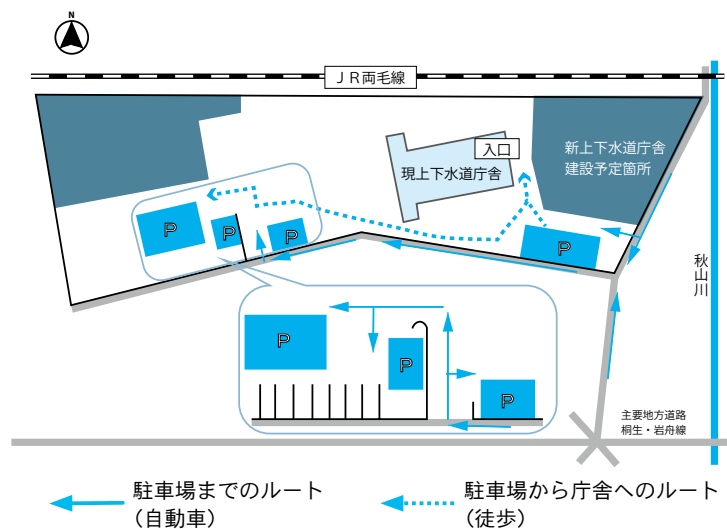 N
ＪＲ両毛線
入口
現上下水道庁舎
新上下水道庁舎
建設予定箇所
P
P
P
P
秋山川
P
P
P
主要地方道路
桐生・岩舟線
駐車場までのルート
（自動車）
駐車場から庁舎へのルート
（徒歩）